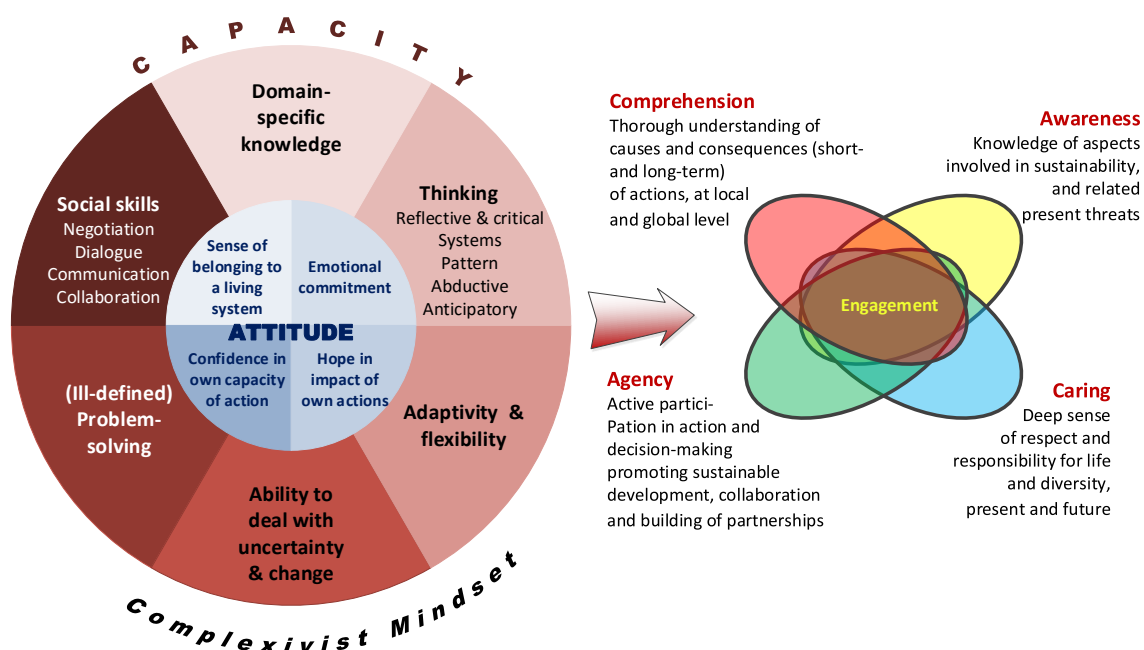 CAPACITY
Domain-
specific
knowledge
Thinking
Reflective & critical
Systems
Pattern
Abductive
Anticipatory
Social skills
Negotiation
Dialogue
Communication
Collaboration
Sense of
belonging to
a living
system
Emotional
commitment
ATTITUDE
Confidence in
own capacity
of action
Hope in
impact of
own actions
(Ill-defined)
Problem-
solving
Adaptivity &
flexibility
Ability to
deal with
uncertainty
& change
Complexivist Mindset
Comprehension
Thorough understanding of
causes and consequences (short-
and long-term)
of actions, at local
and global level
Awareness
Knowledge of aspects
involved in sustainability,
and related
present threats
Engagement
Agency
Active partici-
Pation in action and
decision-making
promoting sustainable
development, collaboration
and building of partnerships
Caring
Deep sense
of respect and
responsibility for life
and diversity,
present and future